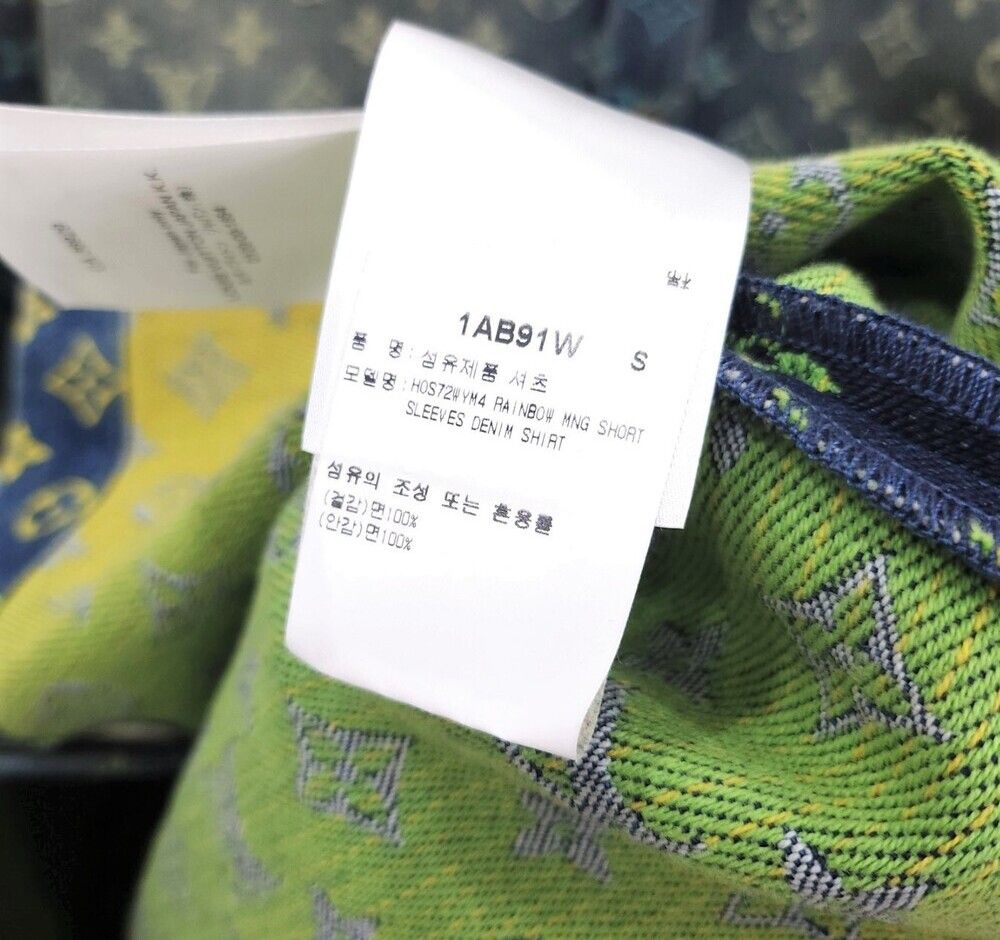 1AB91W S
품 명 : 섬유제품 셔츠
모델명 : HOS72WYM4 RAINBOW MNG SHORT
SLEEVES DENIM SHIRT
섬유의 조성 또는 혼용률
(겉감)면100%
(안감)면100%